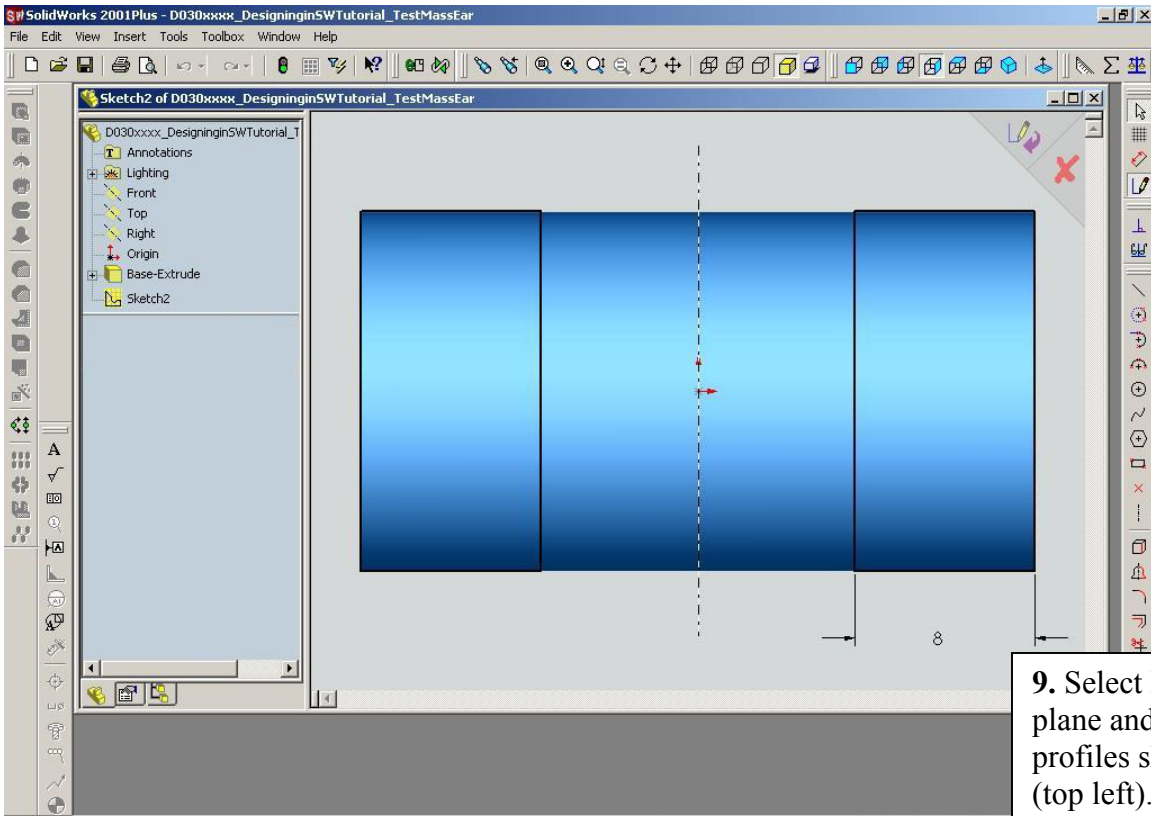 SolidWorks 2001Plus - D030xxxx_DesigninginSWTutorial_TestMassEar
File Edit View Insert Tools Toolbox Window Help
Sketch2 of D030xxxx_DesigninginSWTutorial_TestMassEar
D030xxxx_DesigninginSWTutorial_T
Annotations
Lighting
Front
Top
Right
Origin
Base-Extrude
Sketch2
8
9. Select
plane and
profiles s
(top left).